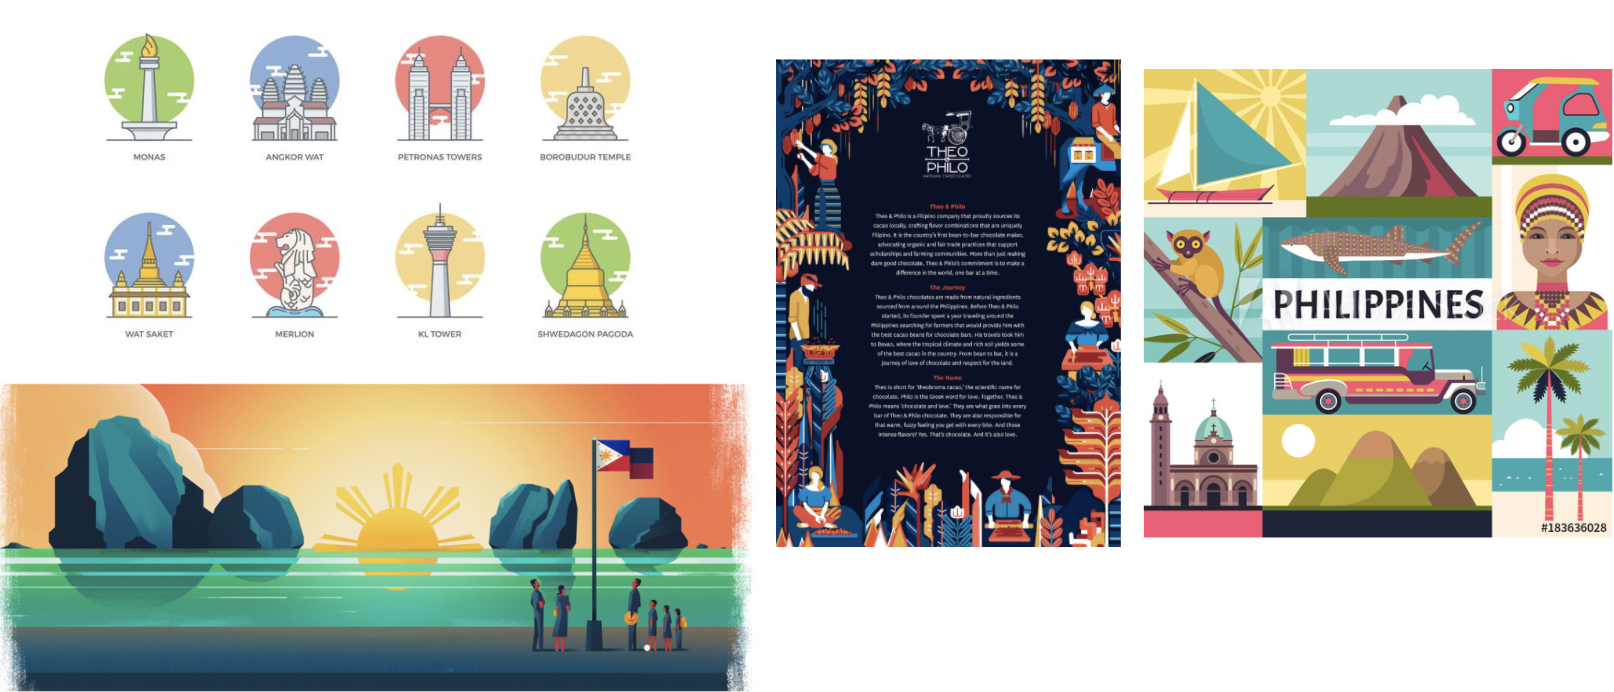 MONAS
ANGKOR WAT
PETRONAS TOWERS
BOROBUDUR TEMPLE
WAT SAKET
MERLION
KL TOWER
SHWEDAGON PAGODA
THEO
PHILO
ARTISAN CHOCOLATES
Theo & Philo
Theo & Philo is a Filipino company that proudly sources its
cacao locally, crafting flavor combinations that are uniquely
Filipino. It is the country's first bean-to-bar chocolate maker,
advocating organic and fair trade practices that support
scholarships and farming communities. More than just making
damn good chocolate, Theo & Philo's commitment is to make a
difference in the world, one bar at a time.
The Journey
Theo & Philo chocolates are made from natural ingredients
sourced from around the Philippines. Before Theo & Philo
started, its founder spent a year traveling around the
Philippines searching for farmers that would provide him with
the best cacao beans for chocolate bars. His travels took him
to Davao, where the tropical climate and rich soil yields some
of the best cacao in the country. From bean to bar, it is a
journey of love of chocolate and respect for the land.
The Name
Theo is short for 'theobroma cacao,' the scientific name for
chocolate. Philo is the Greek word for love. Together, Theo &
Philo means 'chocolate and love.' They are what goes into every
bar of Theo & Philo chocolate. They are also responsible for
that warm, fuzzy feeling you get with every bite. And those
intense flavors? Yes. That's chocolate. And it's also love.
PHILIPPINES
#183636028